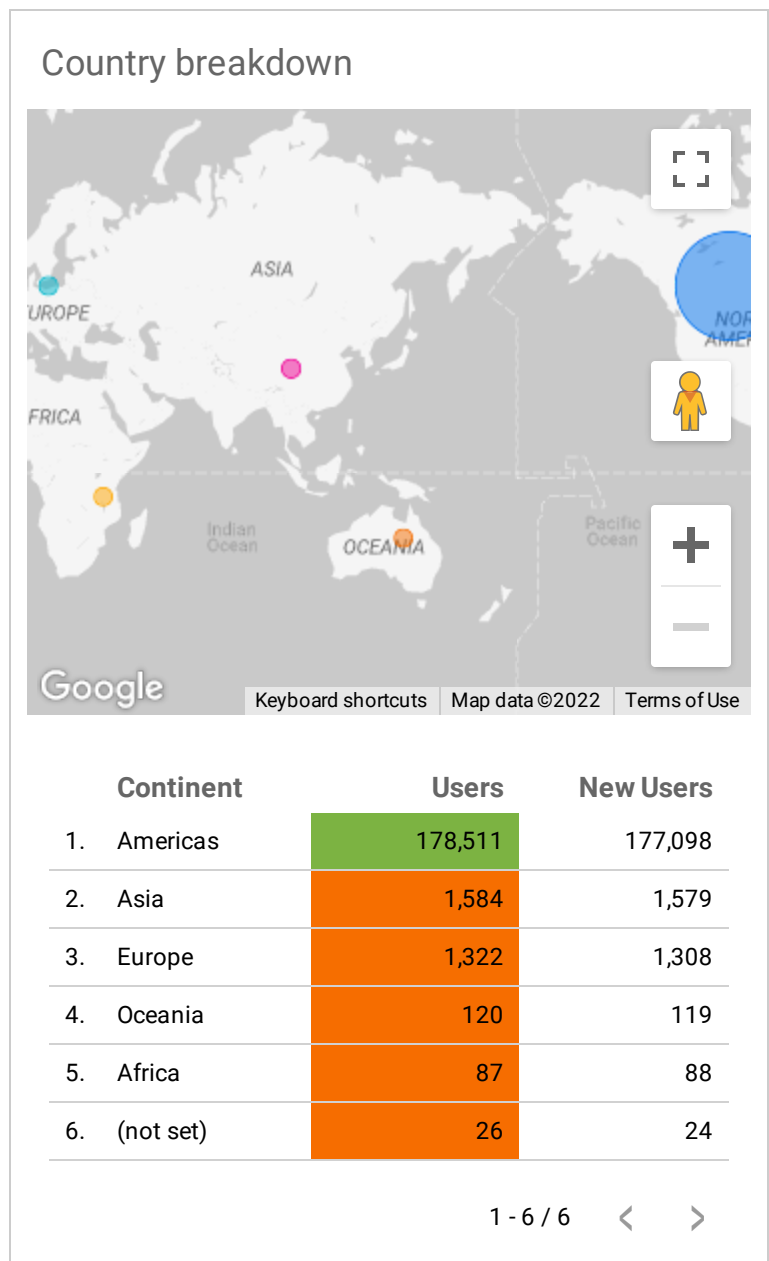 Country breakdown
ASIA
UROPE
NOR
AMER
FRICA
Indian
Ocean
OCEANIA
Pacific
Ocean
Google
Keyboard shortcuts Map data ©2022 Terms of Use
Continent Users New Users
1. Americas 178,511 177,098
2. Asia 1,584 1,579
3. Europe 1,322 1,308
4. Oceania 120 119
5. Africa 87 88
6. (not set) 26 24
1 - 6 / 6 < >